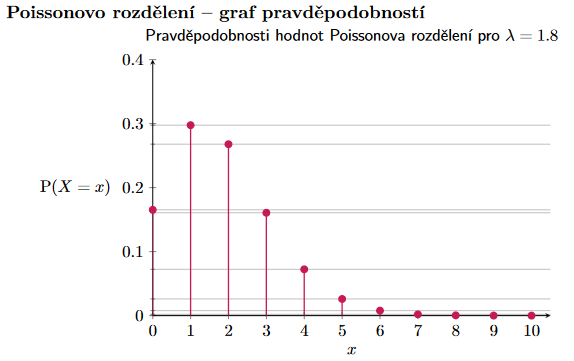 Poissonovo rozdělení – graf pravděpodobností
Pravděpodobnosti hodnot Poissonova rozdělení pro λ = 1.8
0.4
0.3
P(X = x) 0.2
0.1
0
0 1 2 3 4 5 6 7 8 9 10
x